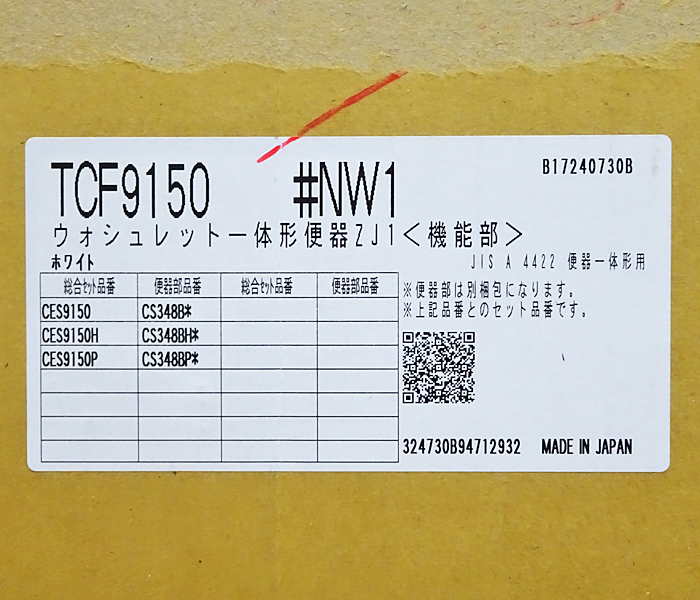 TCF9150 #NW1 B17240730B
ウォシュレット一体形便器ZJ1<機能部>
ホワイト JIS A 4422 便器一体形用
総合セット品番 便器部品番 総合セット品番 便器部品番
CES9150 CS348B*
CES9150H CS348BH*
CES9150P CS348BP*
※便器部は別梱包になります。
※上記品番とのセット品番です。
324730B94712932 MADE IN JAPAN